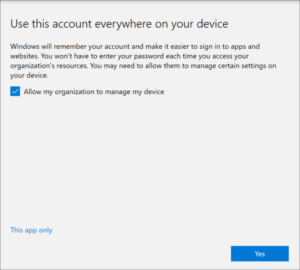 Use this account everywhere on your device
Windows will remember your account and make it easier to sign in to apps and
websites. You won't have to enter your password each time you access your
organization's resources. You may need to allow them to manage certain settings on
your device.
Allow my organization to manage my device
This app only
Yes